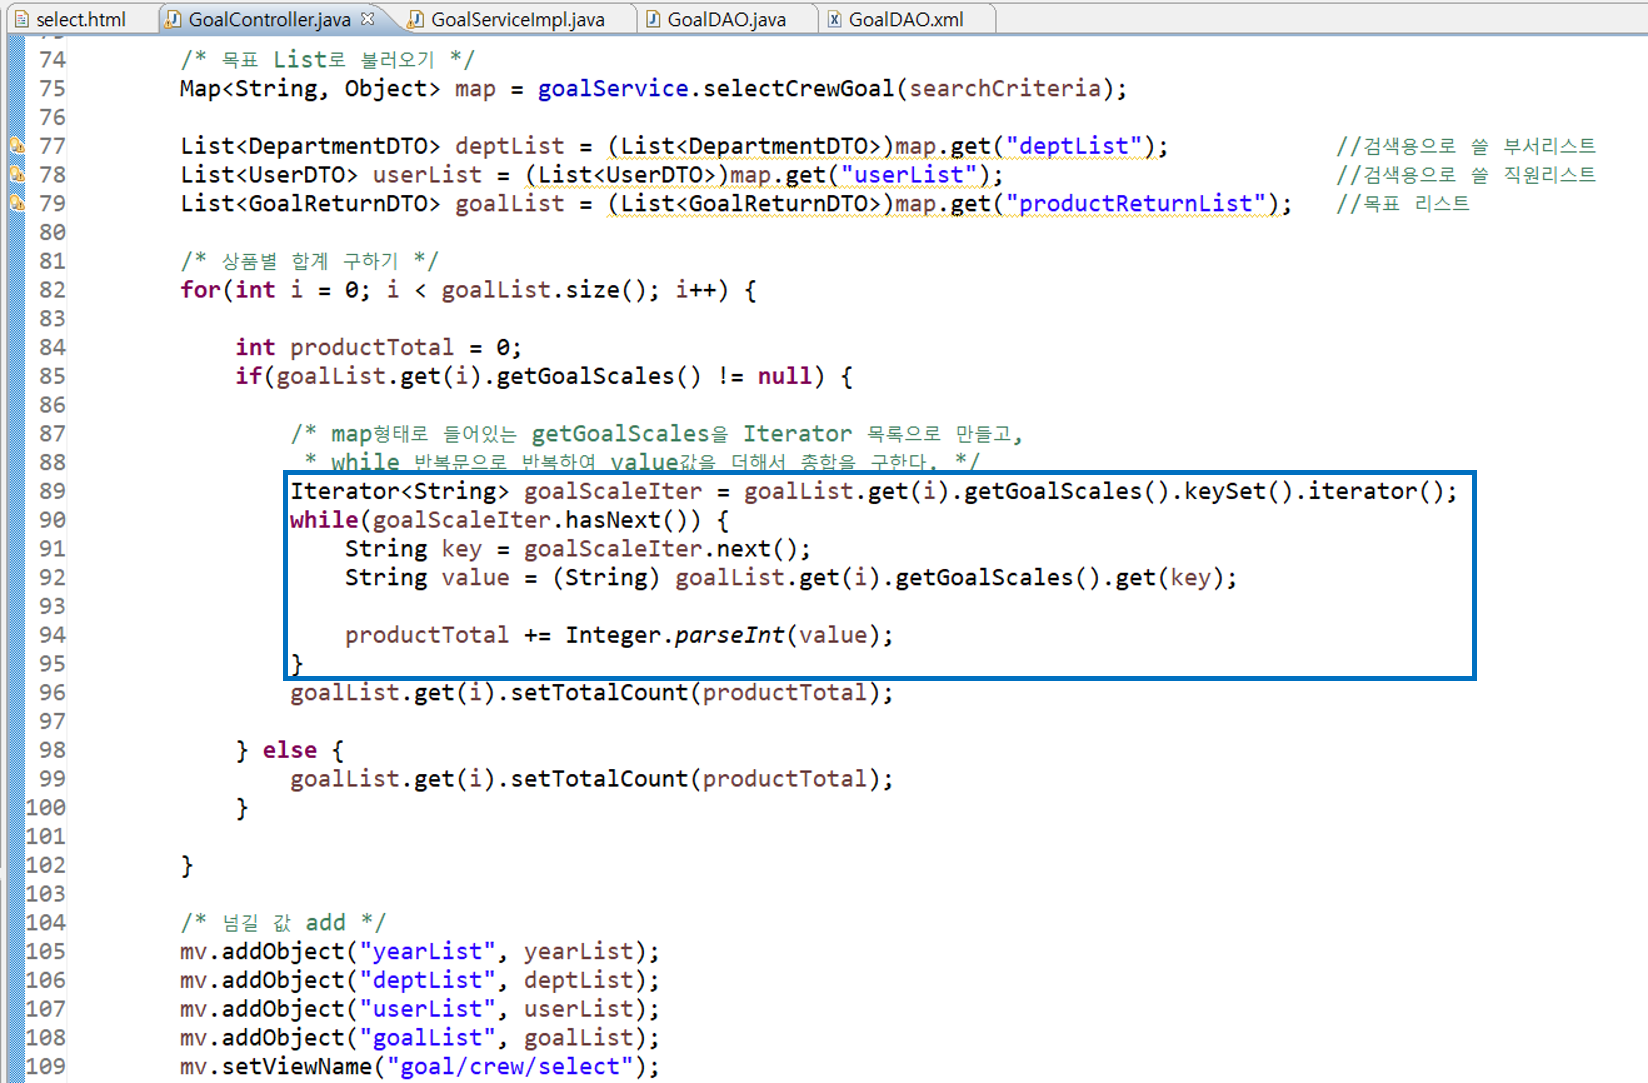 select.html GoalController.java GoalServiceImpl.java GoalDAO.java GoalDAO.xml
74 /* 목표 List로 불러오기 */
75 Map<String, Object> map = goalService.selectCrewGoal(searchCriteria);
76
77 List<DepartmentDTO> deptList = (List<DepartmentDTO>)map.get("deptList"); //검색용으로 쓸 부서리스트
78 List<UserDTO> userList = (List<UserDTO>)map.get("userList"); //검색용으로 쓸 직원리스트
79 List<GoalReturnDTO> goalList = (List<GoalReturnDTO>)map.get("productReturnList"); //목표 리스트
80
81 /* 상품별 합계 구하기 */
82 for(int i = 0; i < goalList.size(); i++) {
83
84 int productTotal = 0;
85 if(goalList.get(i).getGoalScales() != null) {
86
87 /* map형태로 들어있는 getGoalScales을 Iterator 목록으로 만들고,
88 * while 반복문으로 반복하여 value값을 더해서 총합을 구한다. */
89 Iterator<String> goalScaleIter = goalList.get(i).getGoalScales().keySet().iterator();
90 while(goalScaleIter.hasNext()) {
91 String key = goalScaleIter.next();
92 String value = (String) goalList.get(i).getGoalScales().get(key);
93
94 productTotal += Integer.parseInt(value);
95 }
96 goalList.get(i).setTotalCount(productTotal);
97
98 } else {
99 goalList.get(i).setTotalCount(productTotal);
100 }
101
102 }
103
104 /* 넘길 값 add */
105 mv.addObject("yearList", yearList);
106 mv.addObject("deptList", deptList);
107 mv.addObject("userList", userList);
108 mv.addObject("goalList", goalList);
109 mv.setViewName("goal/crew/select");